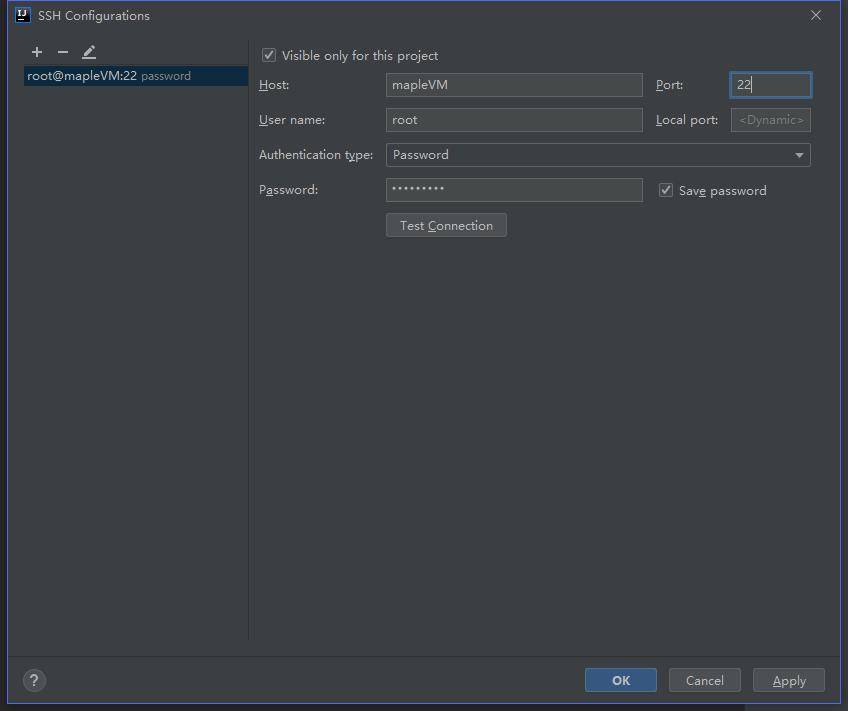 SSH Configurations
root@mapleVM:22 password
Visible only for this project
Host: mapleVM Port: 22
User name: root Local port: <Dynamic>
Authentication type: Password
Password: ••••••••• Save password
Test Connection
? OK Cancel Apply